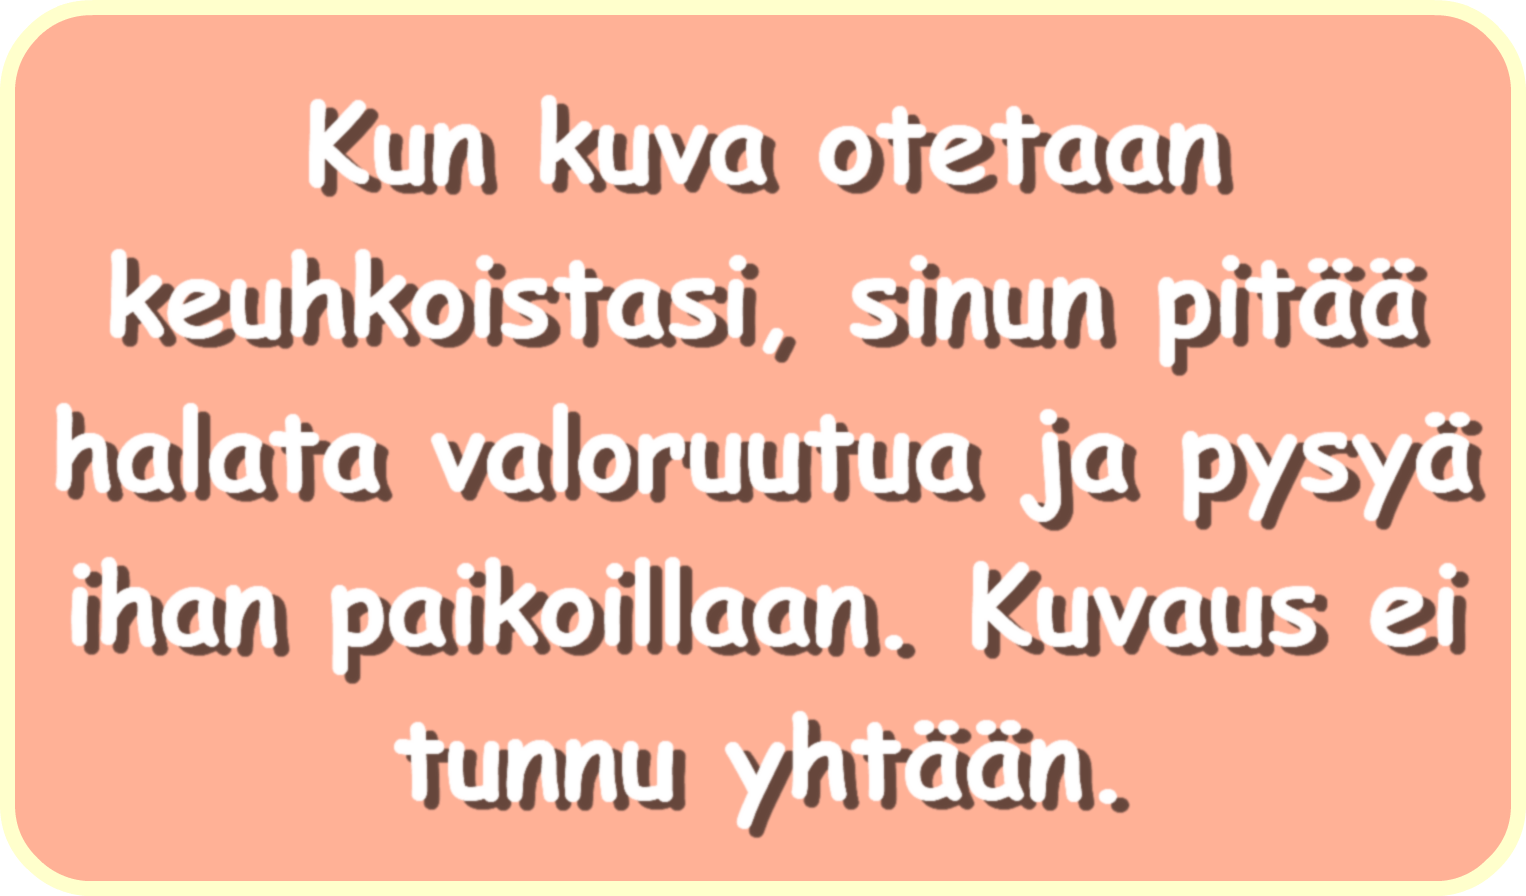 Kun kuva otetaan
keuhkoistasi, sinun pitää
halata valoruutua ja pysyä
ihan paikoillaan. Kuvaus ei
tunnu yhtään.